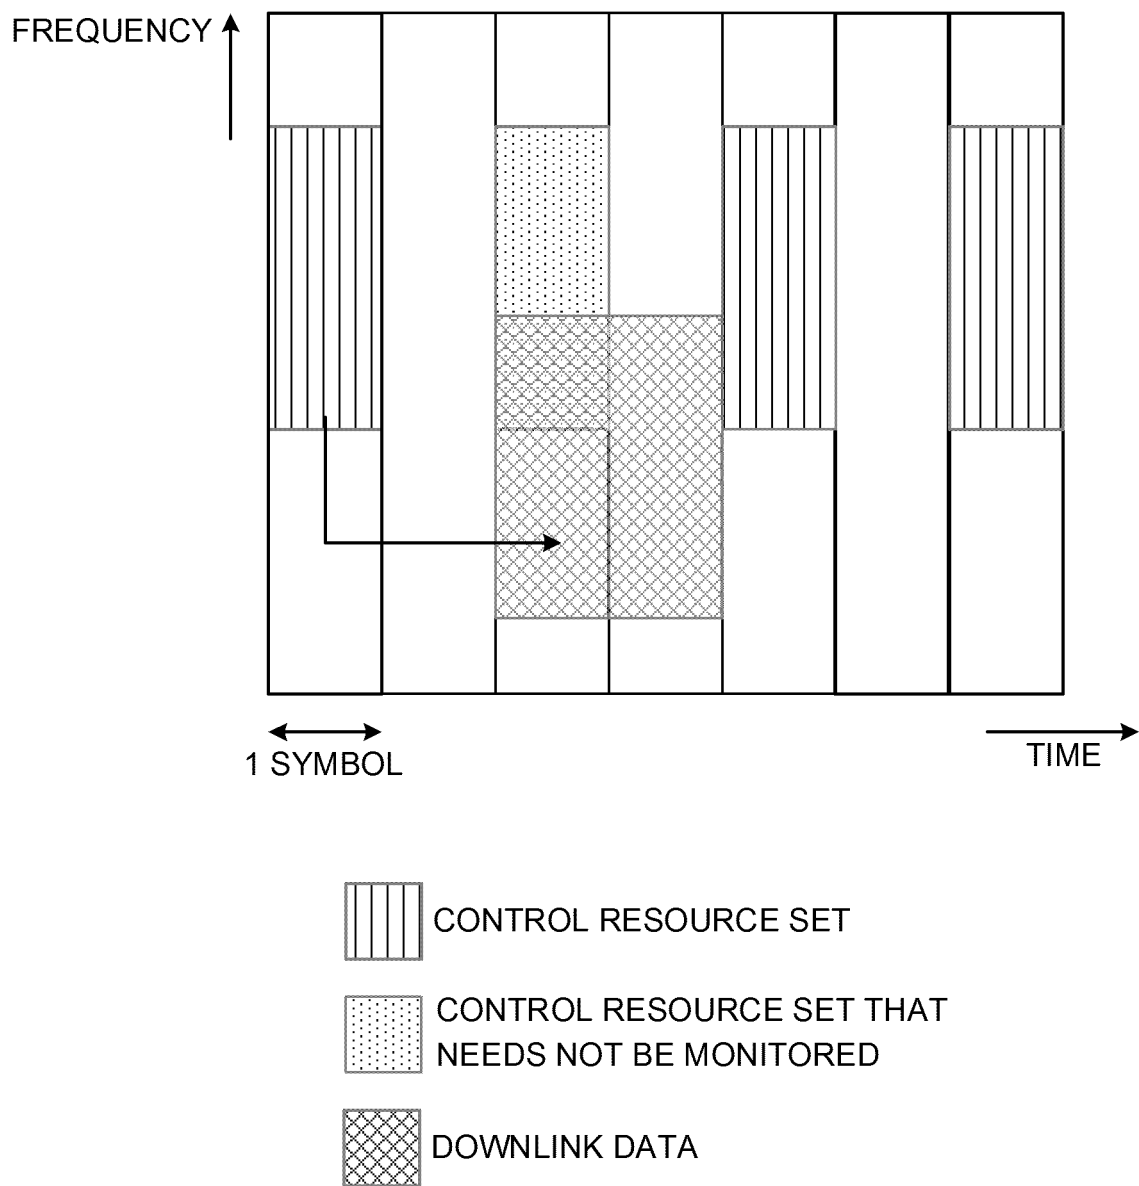 FREQUENCY
1 SYMBOL
TIME
CONTROL RESOURCE SET
CONTROL RESOURCE SET THAT
NEEDS NOT BE MONITORED
DOWNLINK DATA